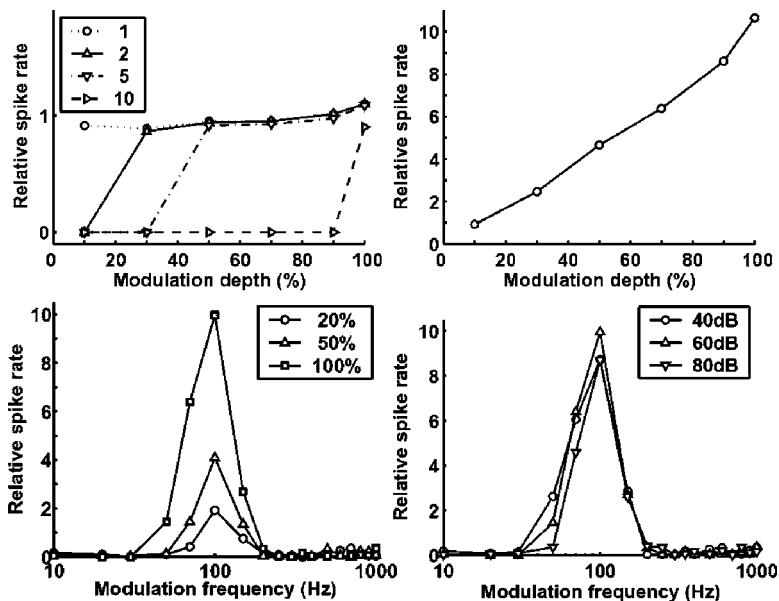 Relative spike rate
1
2
5
10
1
0
0 20 40 60 80 100
Modulation depth (%)
Relative spike rate
10
8
6
4
2
0
0 20 40 60 80 100
Modulation depth (%)
Relative spike rate
10
8
6
4
2
0
20%
50%
100%
10 100 1000
Modulation frequency (Hz)
Relative spike rate
10
8
6
4
2
0
40dB
60dB
80dB
10 100 1000
Modulation frequency (Hz)